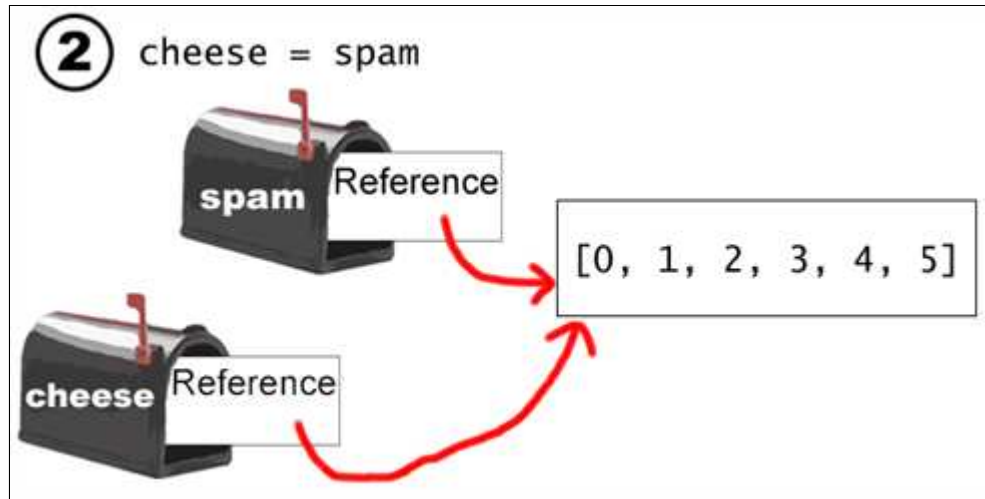 2 cheese = spam
spam
Reference
[0, 1, 2, 3, 4, 5]
cheese
Reference